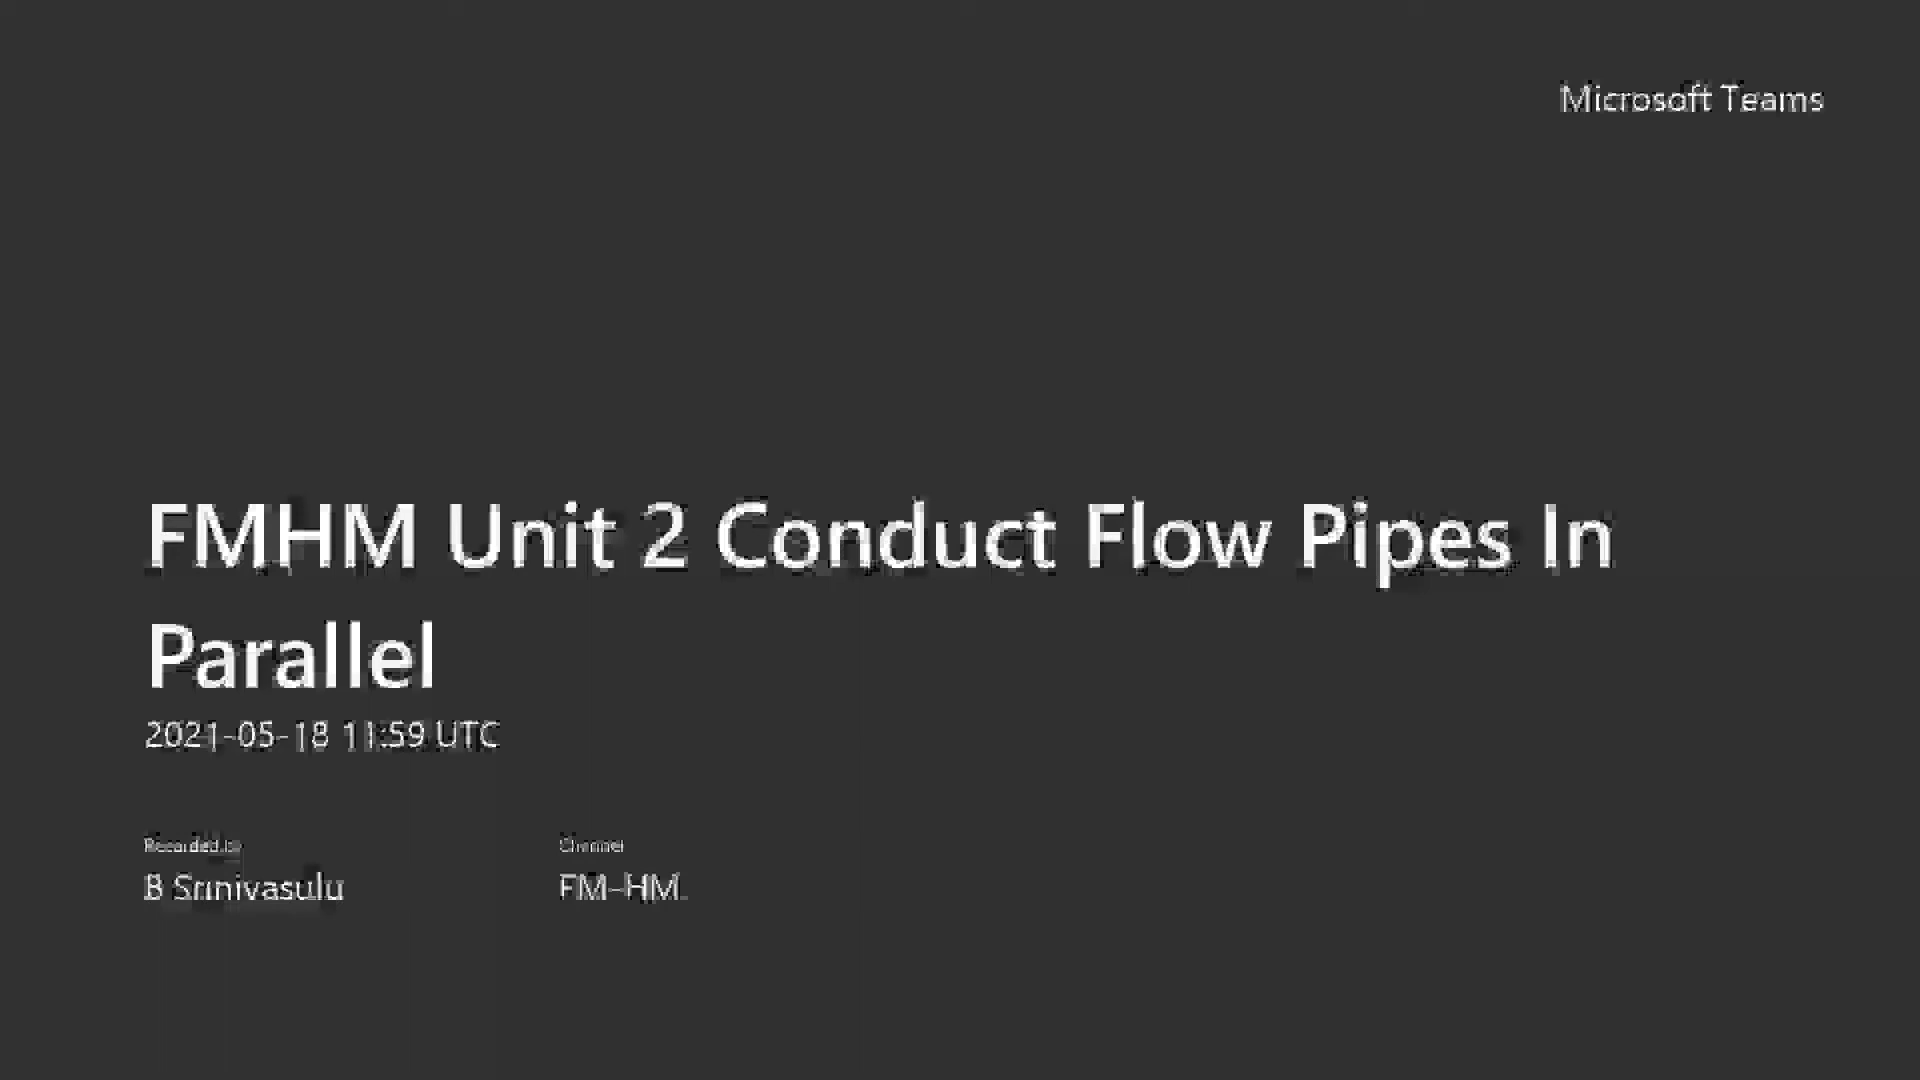 Microsoft Teams
FMHM Unit 2 Conduct Flow Pipes In
Parallel
2021-05-18 11:59 UTC
Recorded by
Channel
B Srinivasulu
FM-HM